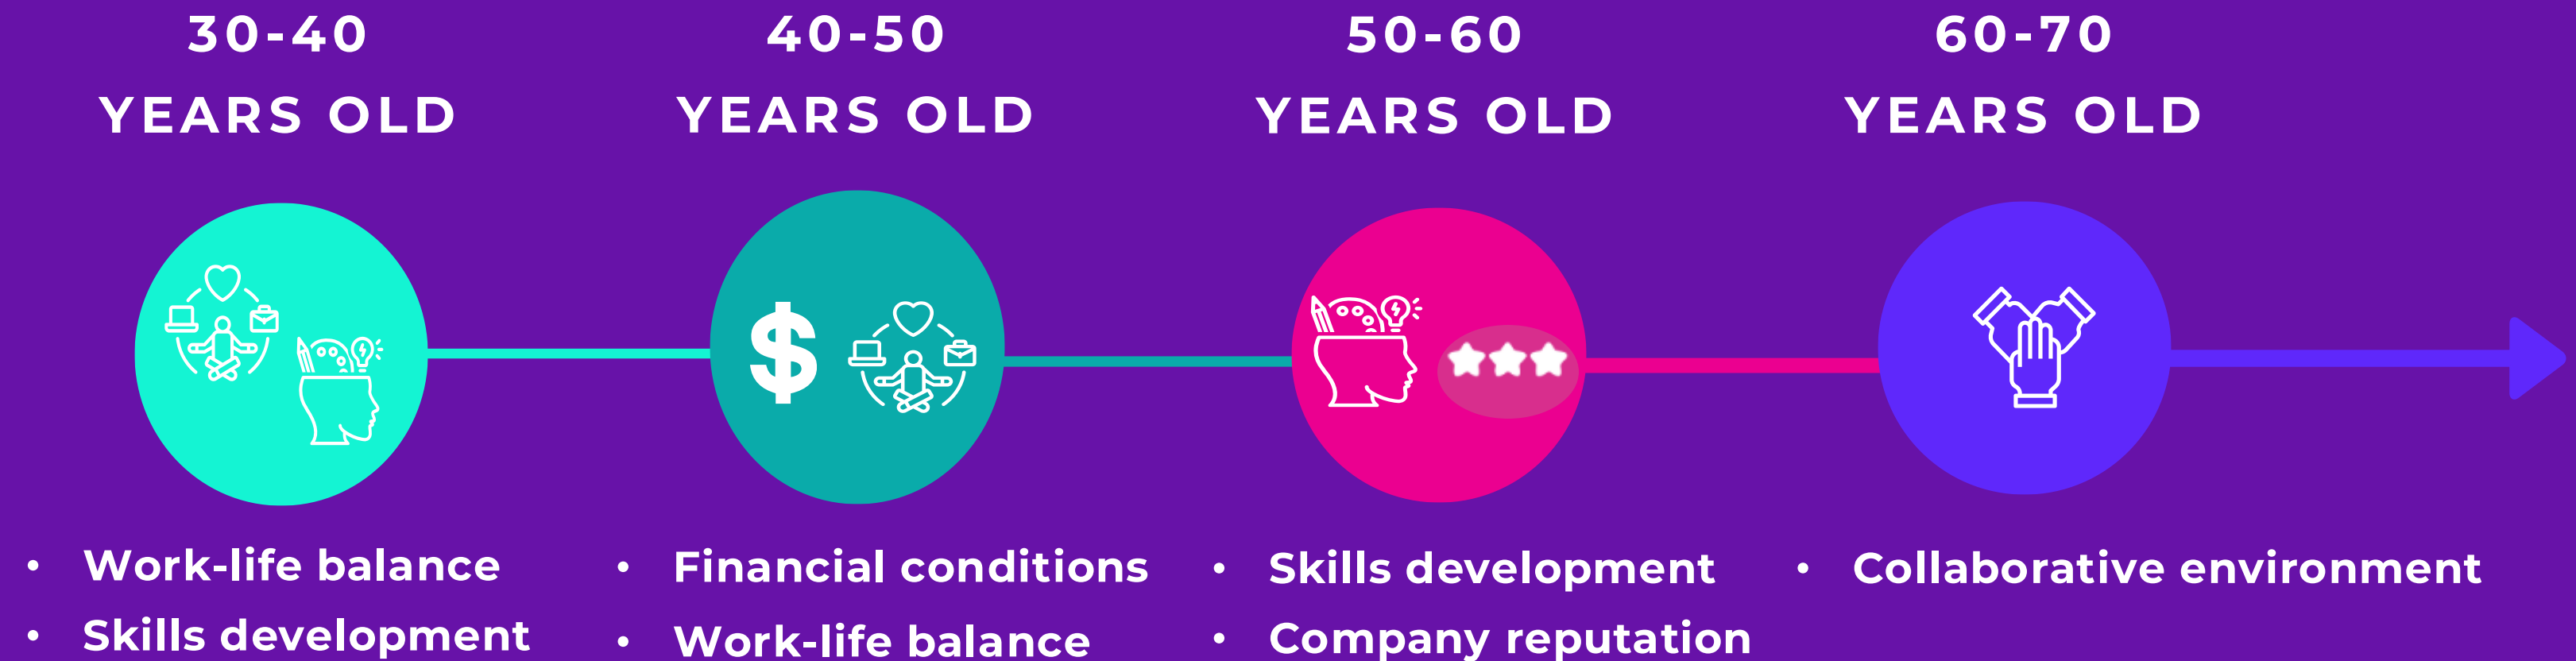 30-40
YEARS OLD
40-50
YEARS OLD
50-60
YEARS OLD
60-70
YEARS OLD
$
• Work-life balance
• Skills development
• Financial conditions
• Work-life balance
• Skills development
• Company reputation
• Collaborative environment